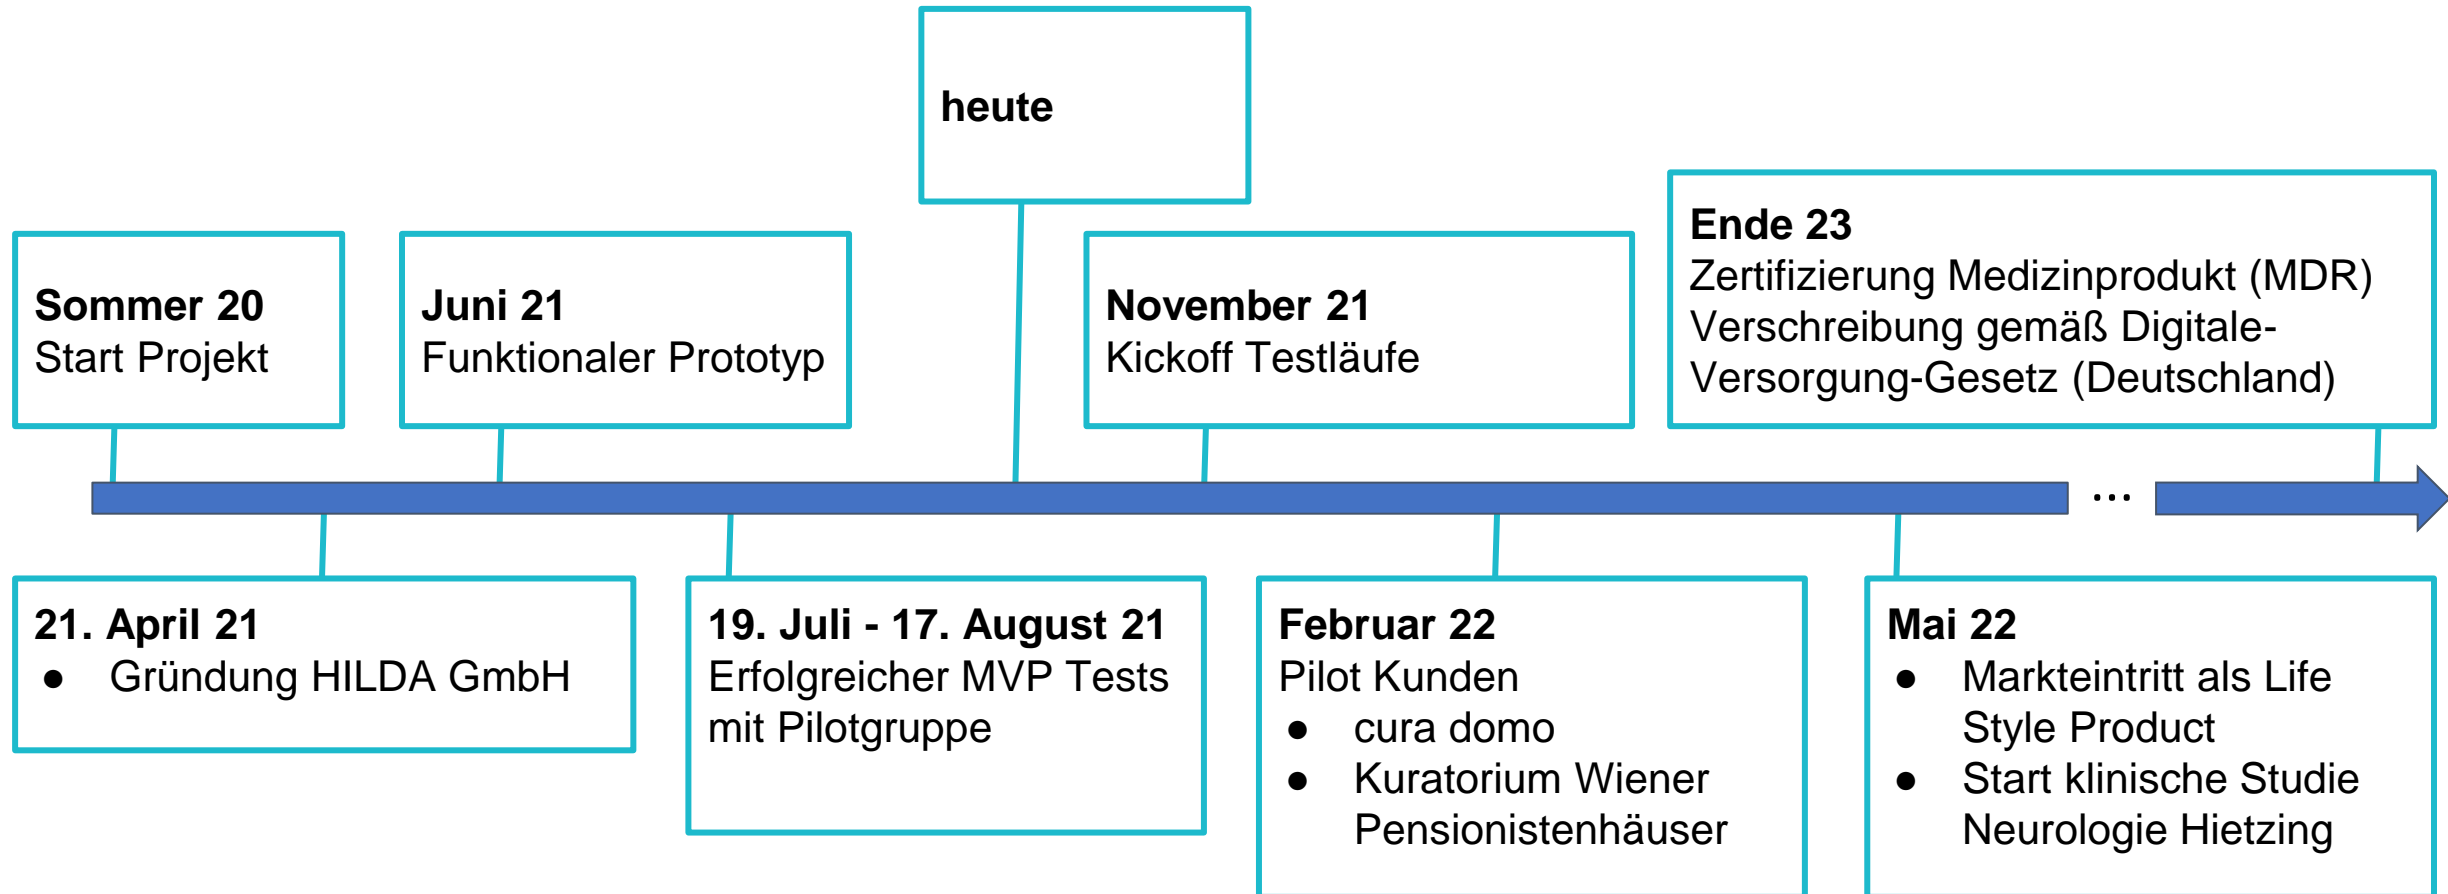 heute
Sommer 20
Start Projekt
Juni 21
Funktionaler Prototyp
November 21
Kickoff Testläufe
Ende 23
Zertifizierung Medizinprodukt (MDR)
Verschreibung gemäß Digitale-
Versorgung-Gesetz (Deutschland)
...
21. April 21
● Gründung HILDA GmbH
19. Juli - 17. August 21
Erfolgreicher MVP Tests
mit Pilotgruppe
Februar 22
Pilot Kunden
● cura domo
● Kuratorium Wiener
Pensionistenhäuser
Mai 22
● Markteintritt als Life
Style Product
● Start klinische Studie
Neurologie Hietzing